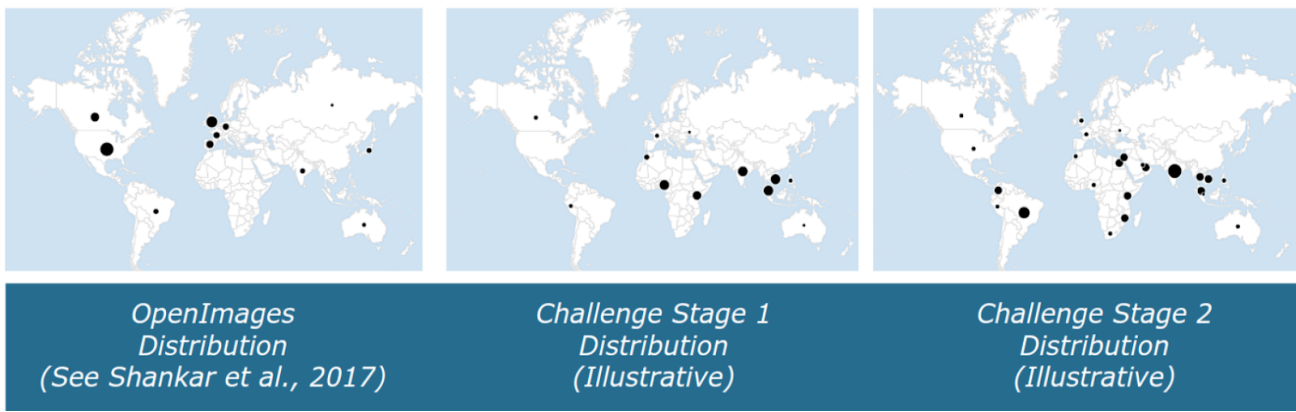 OpenImages
Distribution
(See Shankar et al., 2017)
Challenge Stage 1
Distribution
(Illustrative)
Challenge Stage 2
Distribution
(Illustrative)